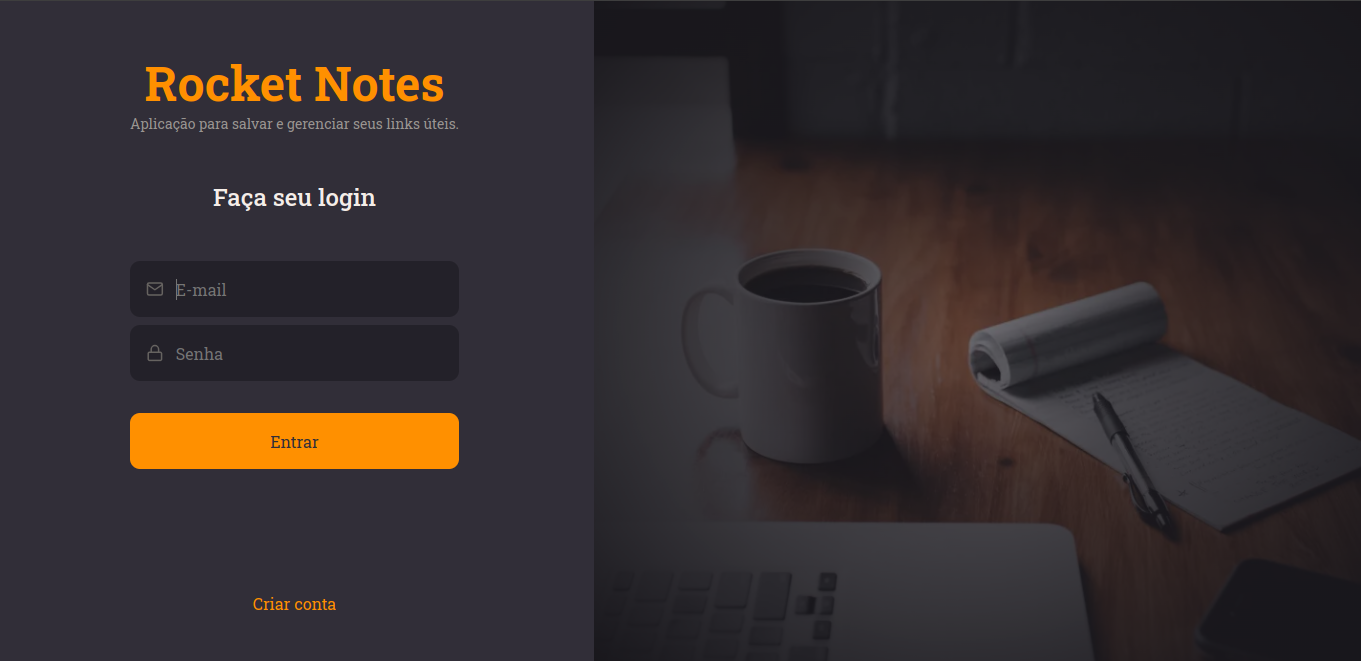 Rocket Notes
Aplicação para salvar e gerenciar seus links úteis.
Faça seu login
E-mail
Senha
Entrar
Criar conta